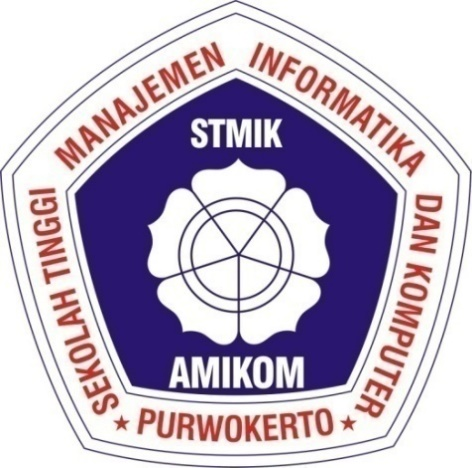 SEKOLAH TINGGI MANAJEMEN INFORMATIKA DAN KOMPUTER
STMIK
AMIKOM
★ PURWOKERTO ★